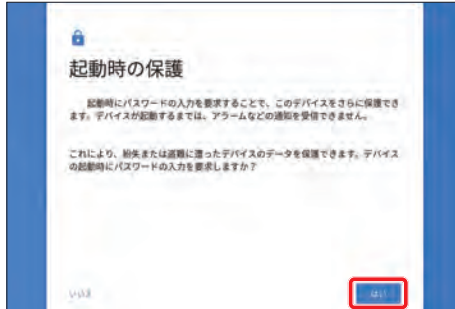 起動時の保護
起動時にパスワードの入力を要求することで、このデバイスをさらに保護でき
ます。デバイスが起動するまでは、アラームなどの通知を受信できません。
これにより、紛失または盗難に遭ったデバイスのデータを保護できます。デバイス
の起動時にパスワードの入力を要求しますか？
いいえ
はい